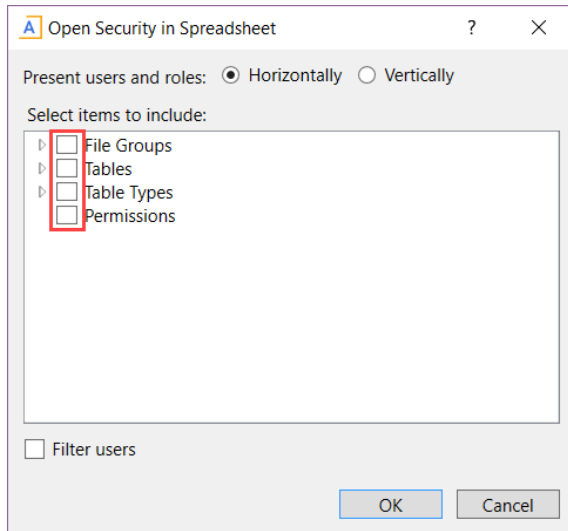 A Open Security in Spreadsheet ?
Present users and roles: Horizontally Vertically
Select items to include:
File Groups
Tables
Table Types
Permissions
Filter users
OK Cancel